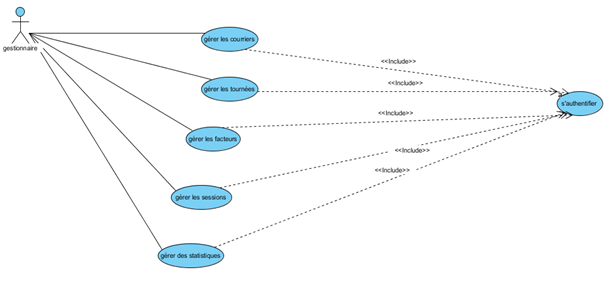 gestionnaire
gérer les courriers
<<Include>>
gérer les tournées
<<Include>>
s'authentifier
<<Include>>
gérer les facteurs
<<Include>>
<<Include>>
gérer les sessions
gérer des statistiques